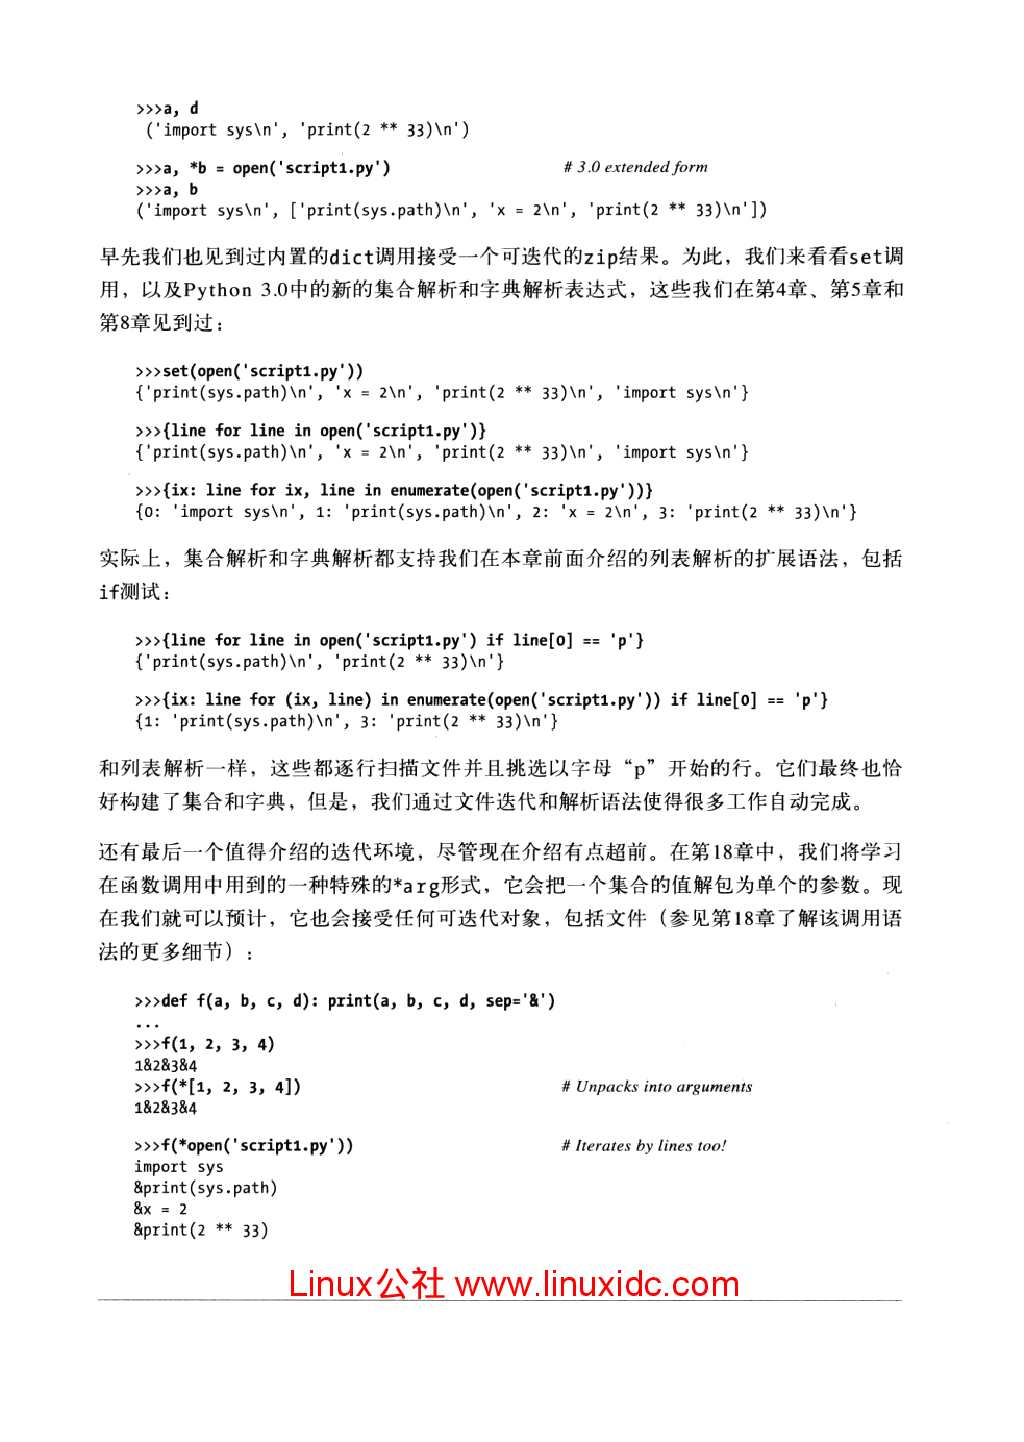 >>>a, d
('import sys\n', 'print(2 ** 33)\n')
>>>a, *b = open('script1.py') # 3.0 extended form
>>>a, b
('import sys\n', ['print(sys.path)\n', 'x = 2\n', 'print(2 ** 33)\n'])
早先我们也见到过内置的dict调用接受一个可迭代的zip结果。为此，我们来看看set调
用，以及Python 3.0中的新的集合解析和字典解析表达式，这些我们在第4章、第5章和
第8章见到过：
>>>set(open('script1.py'))
{'print(sys.path)\n', 'x = 2\n', 'print(2 ** 33)\n', 'import sys\n'}
>>>{line for line in open('script1.py')}
{'print(sys.path)\n', 'x = 2\n', 'print(2 ** 33)\n', 'import sys\n'}
>>>{ix: line for ix, line in enumerate(open('script1.py'))}
{0: 'import sys\n', 1: 'print(sys.path)\n', 2: 'x = 2\n', 3: 'print(2 ** 33)\n'}
实际上，集合解析和字典解析都支持我们在本章前面介绍的列表解析的扩展语法，包括
if测试：
>>>{line for line in open('script1.py') if line[0] == 'p'}
{'print(sys.path)\n', 'print(2 ** 33)\n'}
>>>{ix: line for (ix, line) in enumerate(open('script1.py')) if line[0] == 'p'}
{1: 'print(sys.path)\n', 3: 'print(2 ** 33)\n'}
和列表解析一样，这些都逐行扫描文件并且挑选以字母“p”开始的行。它们最终也恰
好构建了集合和字典，但是，我们通过文件迭代和解析语法使得很多工作自动完成。
还有最后一个值得介绍的迭代环境，尽管现在介绍有点超前。在第18章中，我们将学习
在函数调用中用到的一种特殊的*arg形式，它会把一个集合的值解包为单个的参数。现
在我们就可以预计，它也会接受任何可迭代对象，包括文件（参见第18章了解该调用语
法的更多细节）：
>>>def f(a, b, c, d): print(a, b, c, d, sep='&')
...
>>>f(1, 2, 3, 4)
1&2&3&4
>>>f(*[1, 2, 3, 4]) # Unpacks into arguments
1&2&3&4
>>>f(*open('script1.py')) # Iterates by lines too!
import sys
&print(sys.path)
&x = 2
&print(2 ** 33)
Linux公社 www.linuxidc.com